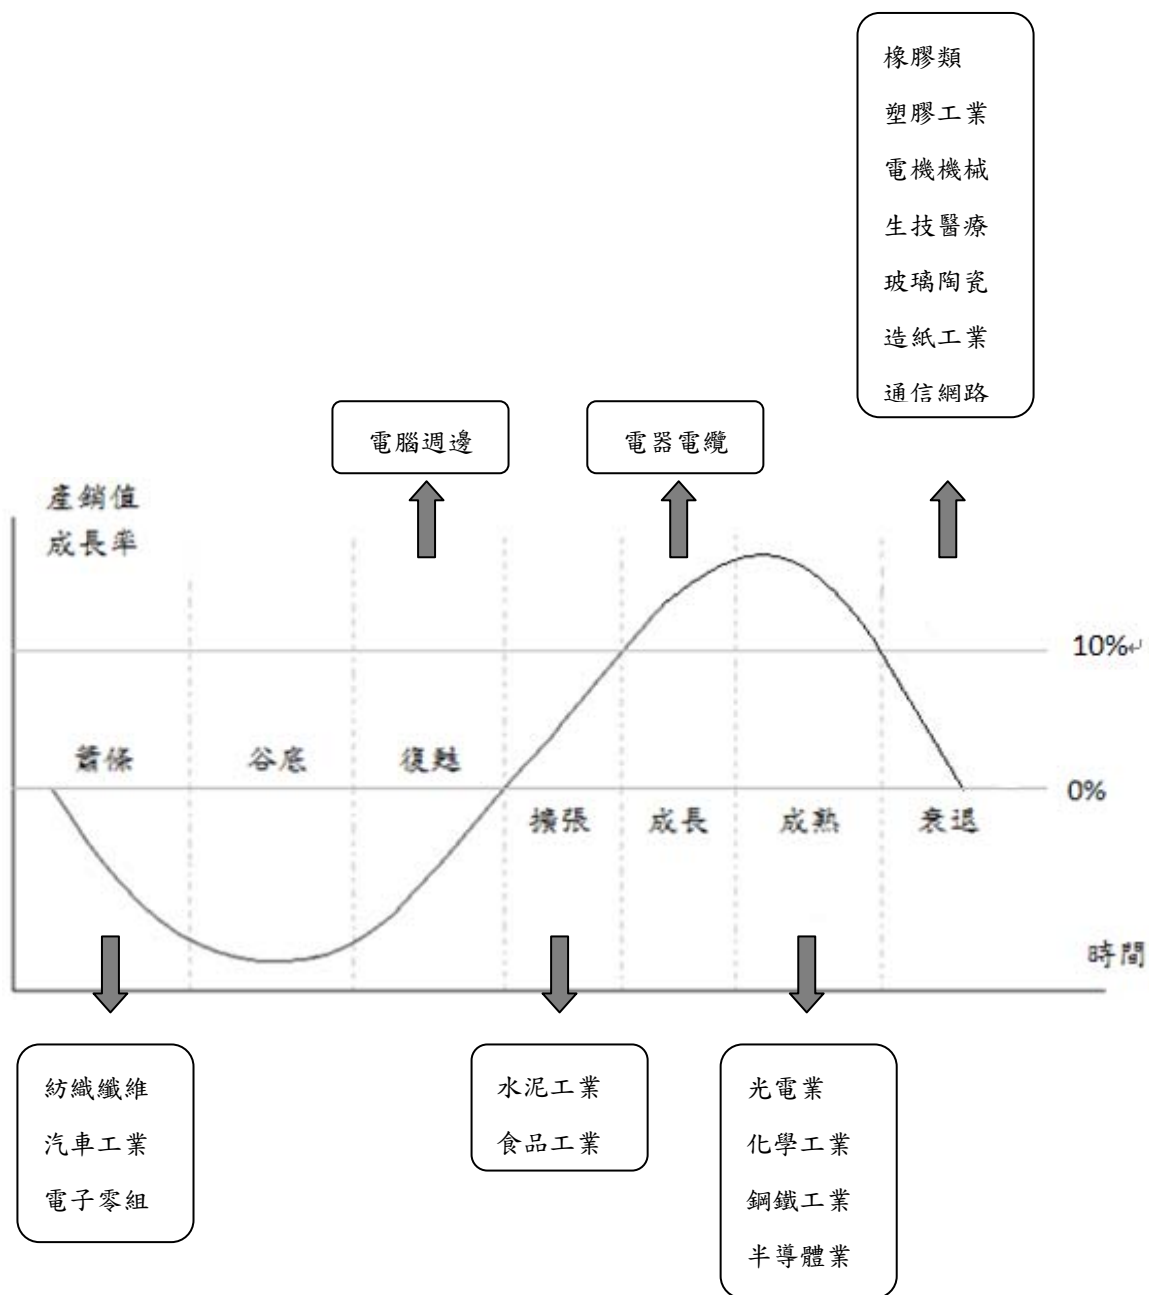 橡膠類
塑膠工業
電機機械
生技醫療
玻璃陶瓷
造紙工業
通信網路
電腦週邊
電器電纜
產銷值
成長率
10%
蕭條
谷底
復甦
0%
擴張
成長
成熟
衰退
時間
紡織纖維
汽車工業
電子零組
水泥工業
食品工業
光電業
化學工業
鋼鐵工業
半導體業